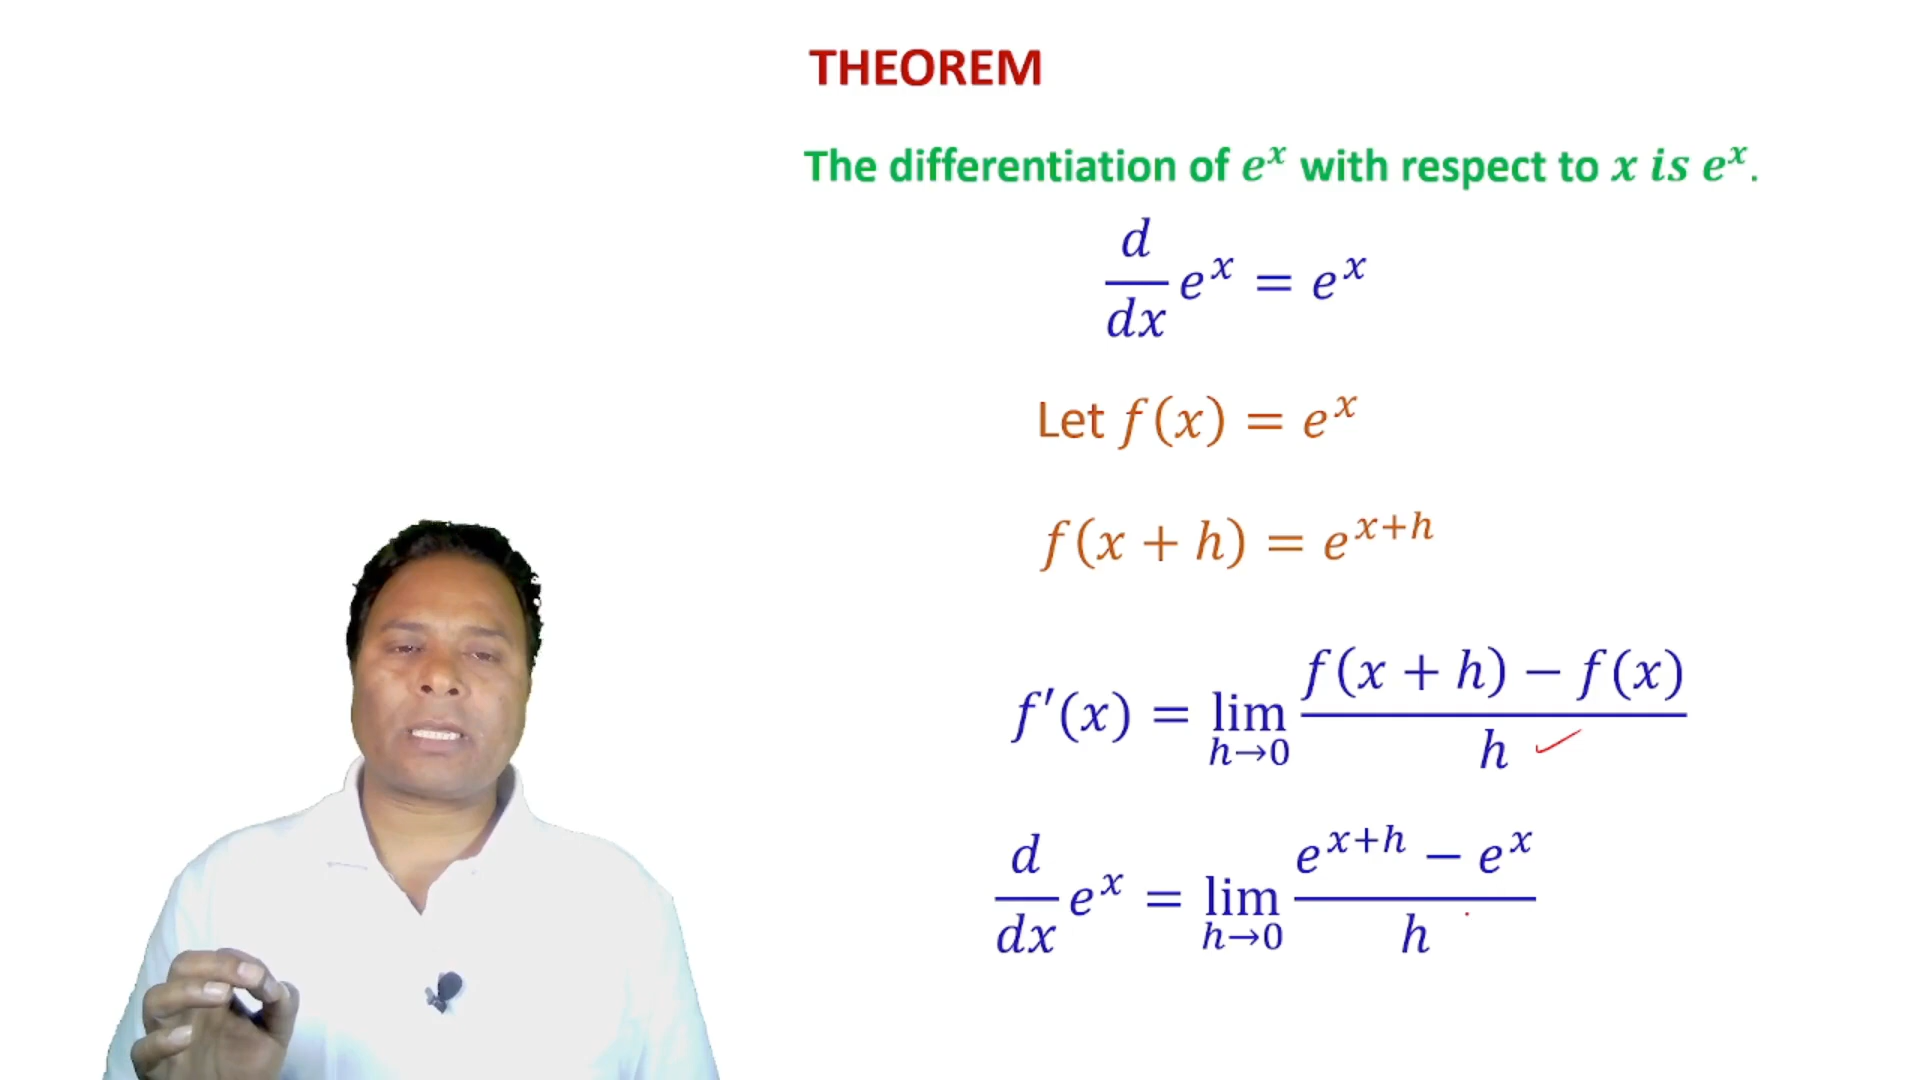 THEOREM
The differentiation of e^x with respect to x is e^x.
d/dx e^x = e^x
Let f(x) = e^x
f(x + h) = e^{x+h}
f′(x) = lim_{h→0} (f(x + h) − f(x))/h
d/dx e^x = lim_{h→0} (e^{x+h} − e^x)/h